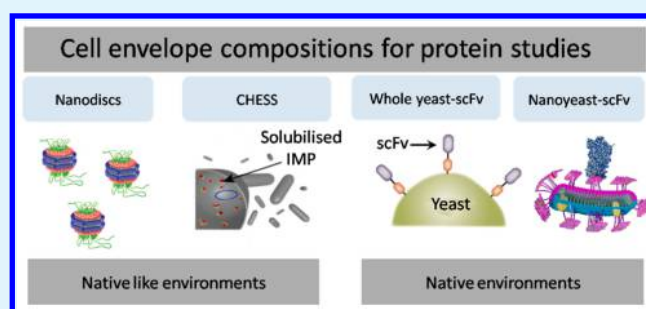 Cell envelope compositions for protein studies
Nanodiscs
CHESS
Whole yeast-scFv
Nanoyeast-scFv
Solubilised
IMP
scFv
Yeast
Native like environments
Native environments